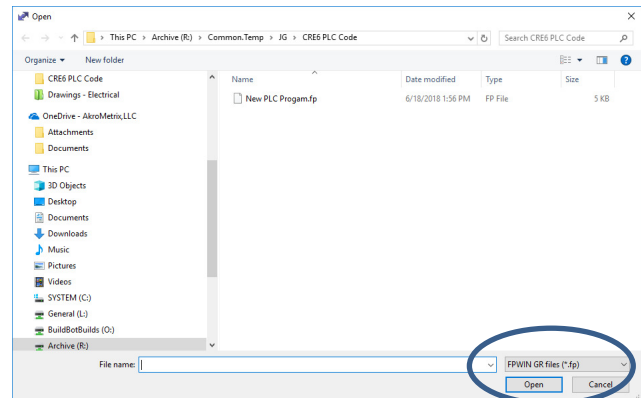 Open
This PC > Archive (R:) > Common.Temp > JG > CRE6 PLC Code
Search CRE6 PLC Code
Organize New folder
Name Date modified Type Size
CRE6 PLC Code
Drawings - Electrical
OneDrive - AkroMetrix,LLC
Attachments
Documents
This PC
3D Objects
Desktop
Documents
Downloads
Music
Pictures
Videos
SYSTEM (C:)
General (L:)
BuildBotBuilds (O:)
Archive (R:)
New PLC Progam.fp 6/18/2018 1:56 PM FP File 5 KB
File name: FPWIN GR files (*.fp)
Open Cancel